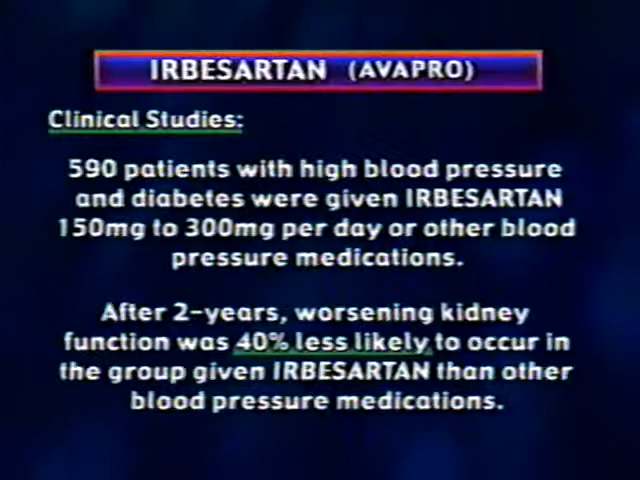 IRBESARTAN (AVAPRO)
Clinical Studies:
590 patients with high blood pressure
and diabetes were given IRBESARTAN
150mg to 300mg per day or other blood
pressure medications.
After 2-years, worsening kidney
function was 40% less likely to occur in
the group given IRBESARTAN than other
blood pressure medications.